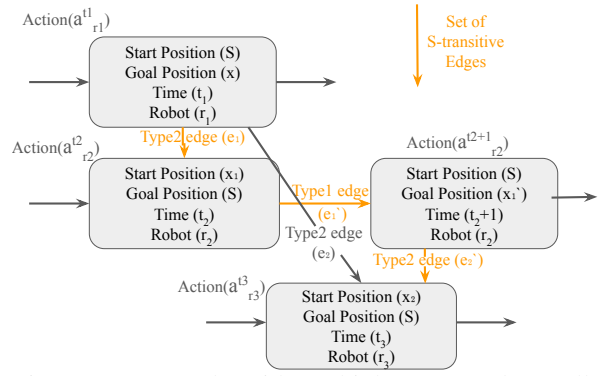 Action(a^t1_r1)
Start Position (S)
Goal Position (x)
Time (t₁)
Robot (r₁)
Set of
S-transitive
Edges
Type2 edge (e₁)
Action(a^t2_r2)
Start Position (x₁)
Goal Position (S)
Time (t₂)
Robot (r₂)
Type1 edge
(e₁`)
Type2 edge
(e₂)
Action(a^t2+1_r2)
Start Position (S)
Goal Position (x₁`)
Time (t₂+1)
Robot (r₂)
Type2 edge (e₂`)
Action(a^t3_r3)
Start Position (x₂)
Goal Position (S)
Time (t₃)
Robot (r₃)